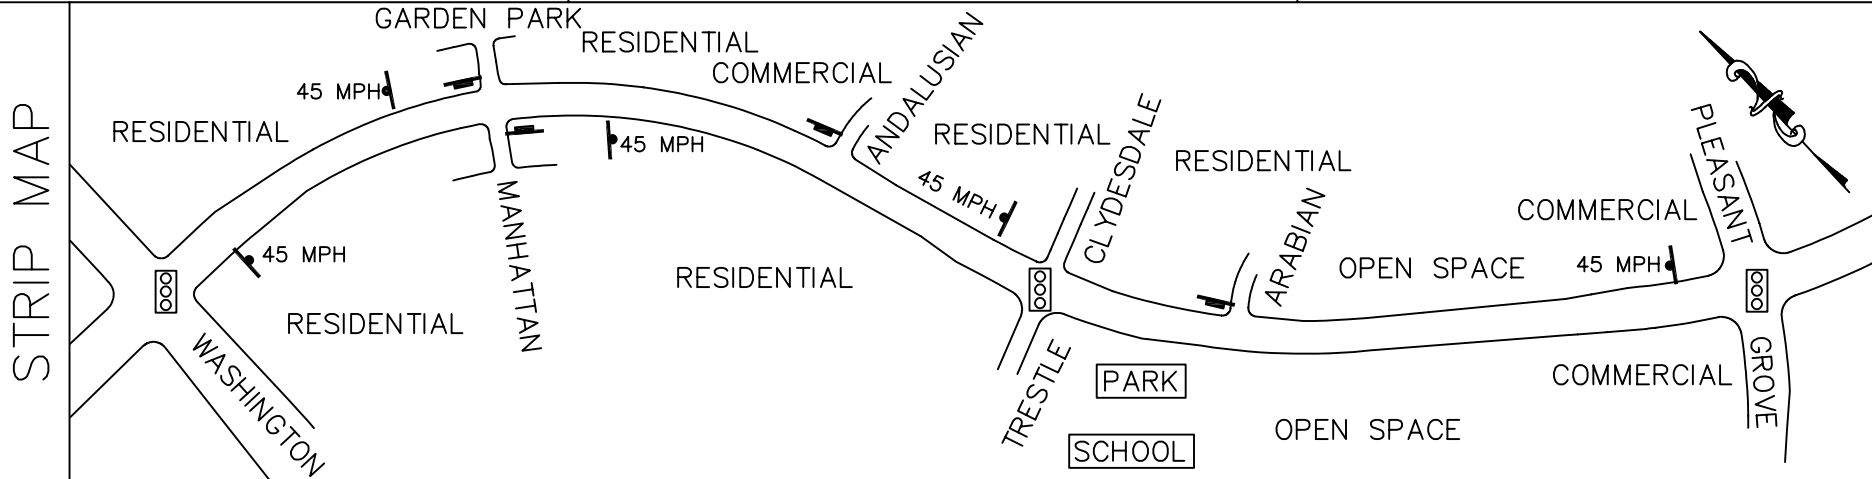 STRIP MAP
GARDEN PARK
RESIDENTIAL
COMMERCIAL
ANDALUSIAN
45 MPH
RESIDENTIAL
45 MPH
RESIDENTIAL
CLYDESDALE
RESIDENTIAL
PLEASANT
45 MPH
MANHATTAN
ARABIAN
COMMERCIAL
45 MPH
RESIDENTIAL
OPEN SPACE
45 MPH
RESIDENTIAL
WASHINGTON
TRESTLE
PARK
COMMERCIAL
GROVE
SCHOOL
OPEN SPACE